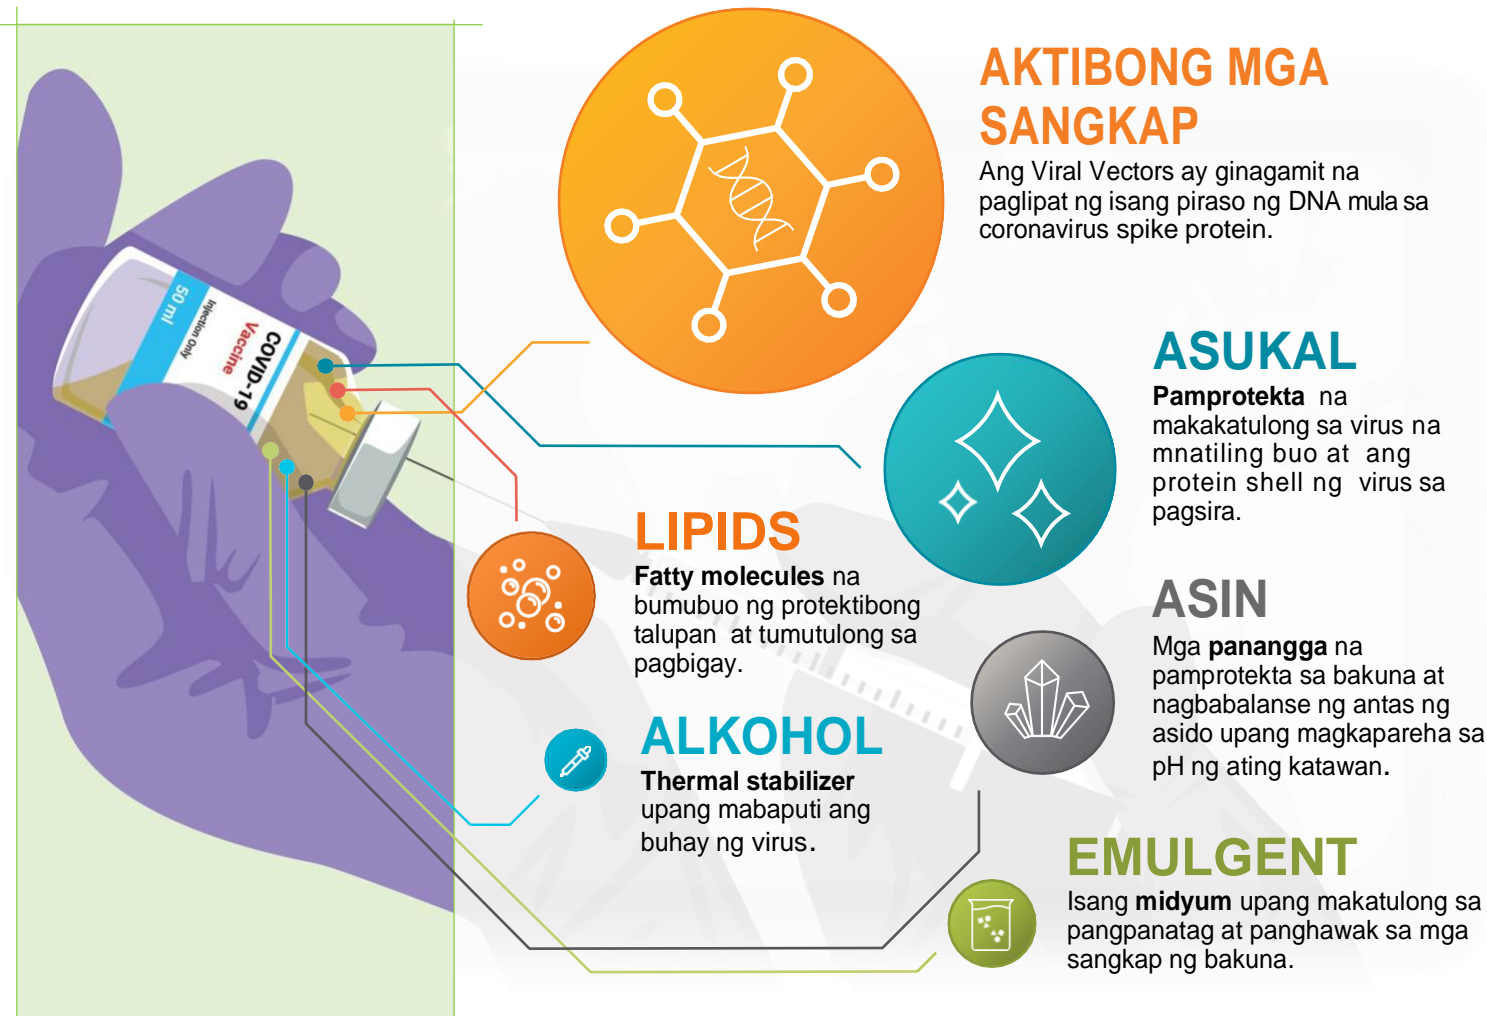 50 ml
Injection Only
COVID-19
Vaccine
AKTIBONG MGA
SANGKAP
Ang Viral Vectors ay ginagamit na
paglipat ng isang piraso ng DNA mula sa
coronavirus spike protein.
ASUKAL
Pamprotekta na
makakatulong sa virus na
mnatiling buo at ang
protein shell ng virus sa
pagsira.
LIPIDS
Fatty molecules na
bumubuo ng protektibong
talupan at tumutulong sa
pagbigay.
ASIN
Mga panangga na
pamprotekta sa bakuna at
nagbabalanse ng antas ng
asido upang magkapareha sa
pH ng ating katawan.
ALKOHOL
Thermal stabilizer
upang mabaputi ang
buhay ng virus.
EMULGENT
Isang midyum upang makatulong sa
pangpanatag at panghawak sa mga
sangkap ng bakuna.